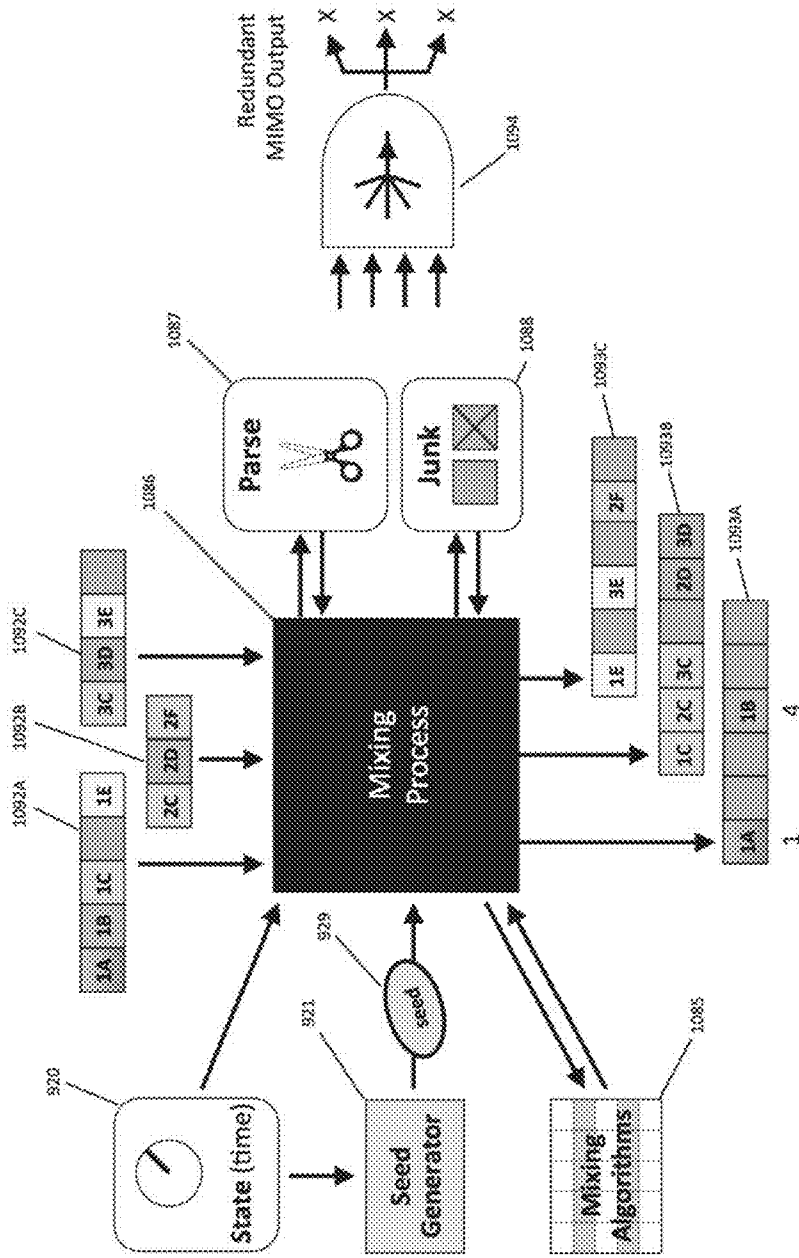 920
State (time)
921
Seed
Generator
929
seed
1085
Mixing
Algorithms
1092A
1A 1B 1C 1E
1092B
2C 2D 2F
1092C
3C 3D 3E
1086
Mixing
Process
1087
Parse
1088
Junk
1E 3E 2F
1093C
1C 2C 3C 2D 3D
1093B
1A 1B
1093A
1 4
Redundant
MIMO Output
X
X
X
1094